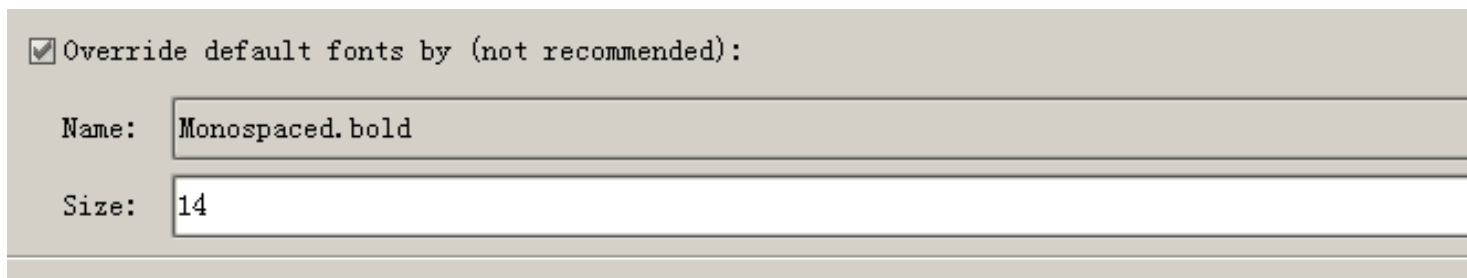 Override default fonts by (not recommended):
Name: Monospaced.bold
Size: 14